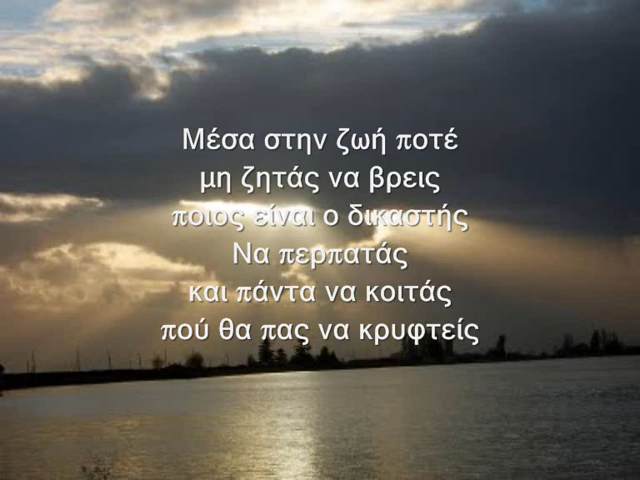 Μέσα στην ζωή ποτέ
μη ζητάς να βρεις
ποιος είναι ο δικαστής
Να περπατάς
και πάντα να κοιτάς
πού θα πας να κρυφτείς